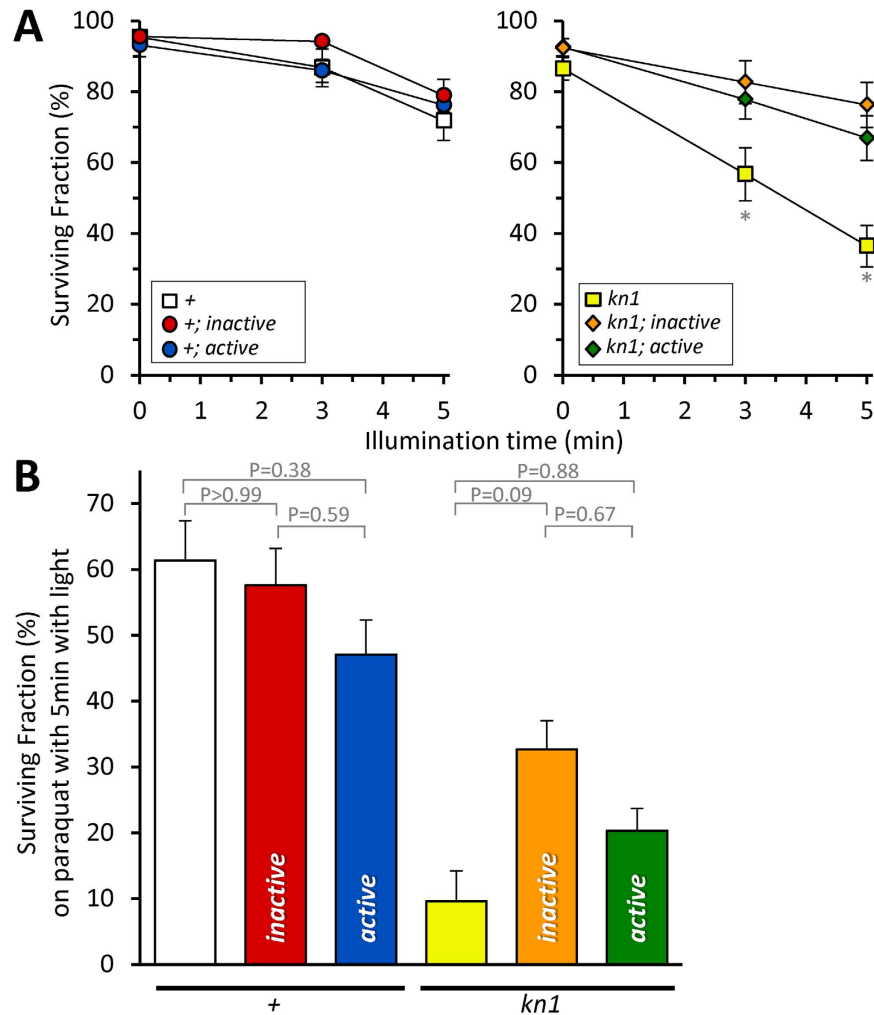 A
100
80
60
40
20
0
Surviving Fraction (%)
+
+; inactive
+; active
0 1 2 3 4 5
100
80
60
40
20
0
*
*
kn1
kn1; inactive
kn1; active
0 1 2 3 4 5
Illumination time (min)
B
Surviving Fraction (%)
on paraquat with 5min with light
70
60
50
40
30
20
10
0
P=0.38
P>0.99
P=0.59
P=0.88
P=0.09
P=0.67
inactive
active
inactive
active
+
kn1